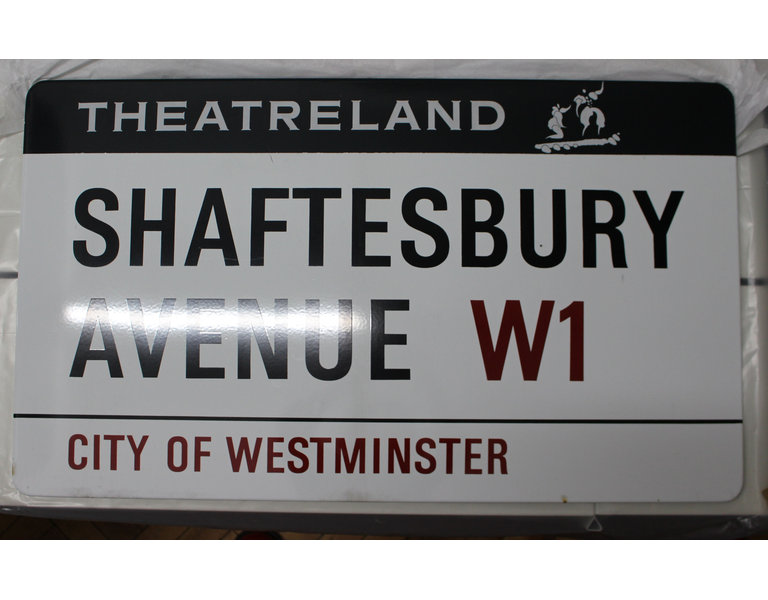 THEATRELAND
SHAFTESBURY
AVENUE W1
CITY OF WESTMINSTER